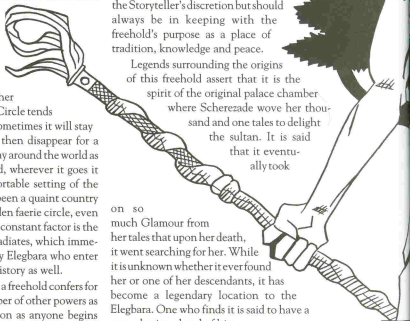 her
Circle tends
ometimes it will stay
then disappear for a
ay around the world as
d, wherever it goes it
rtable setting of the
been a quaint country
den faerie circle, even
constant factor is the
adiates, which imme-
y Elegbara who enter
istory as well.
a freehold confers for
ber of other powers as
on as anyone begins
the Storyteller's discretion but should
always be in keeping with the
freehold's purpose as a place of
tradition, knowledge and peace.
Legends surrounding the origins
of this freehold assert that it is the
spirit of the original palace chamber
where Scherezade wove her thou-
sand and one tales to delight
the sultan. It is said
that it eventu-
ally took
on so
much Glamour from
her tales that upon her death,
it went searching for her. While
it is unknown whether it ever found
her or one of her descendants, it has
become a legendary location to the
Elegbara. One who finds it is said to have a